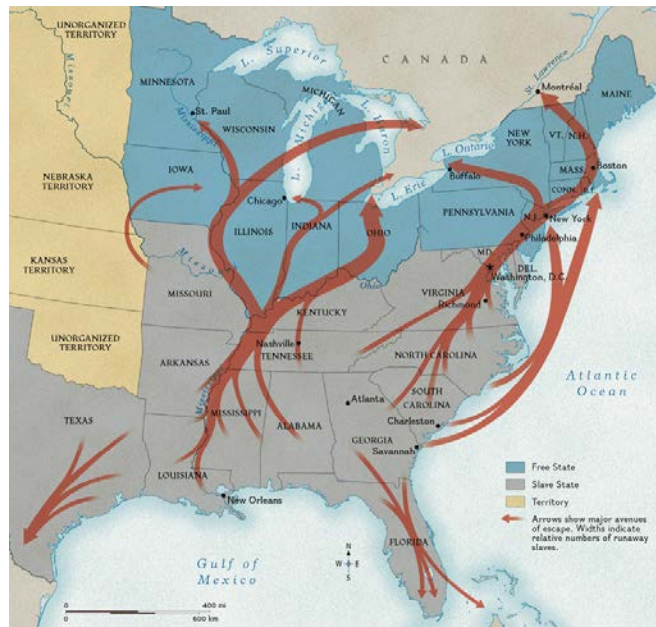 UNORGANIZED
TERRITORY
L. Superior
CANADA
Missouri
MINNESOTA
St. Paul
Mississippi
WISCONSIN
MICHIGAN
L. Michigan
L. Huron
St. Lawrence
Montréal
MAINE
VT.
N.H.
NEW
YORK
L. Ontario
Buffalo
MASS.
Boston
CONN.
R.I.
NEBRASKA
TERRITORY
IOWA
Chicago
L. Erie
PENNSYLVANIA
N.J.
New York
Philadelphia
ILLINOIS
INDIANA
OHIO
MD.
DEL.
Washington, D.C.
KANSAS
TERRITORY
Missouri
MISSOURI
Ohio
KENTUCKY
VIRGINIA
Richmond
UNORGANIZED
TERRITORY
Nashville
TENNESSEE
NORTH CAROLINA
ARKANSAS
Mississippi
MISSISSIPPI
ALABAMA
Atlanta
SOUTH
CAROLINA
Charleston
GEORGIA
Savannah
Atlantic
Ocean
TEXAS
LOUISIANA
New Orleans
FLORIDA
Gulf of
Mexico
N
W
E
S
0
400 mi
0
600 km
Free State
Slave State
Territory
Arrows show major avenues
of escape. Widths indicate
relative numbers of runaway
slaves.